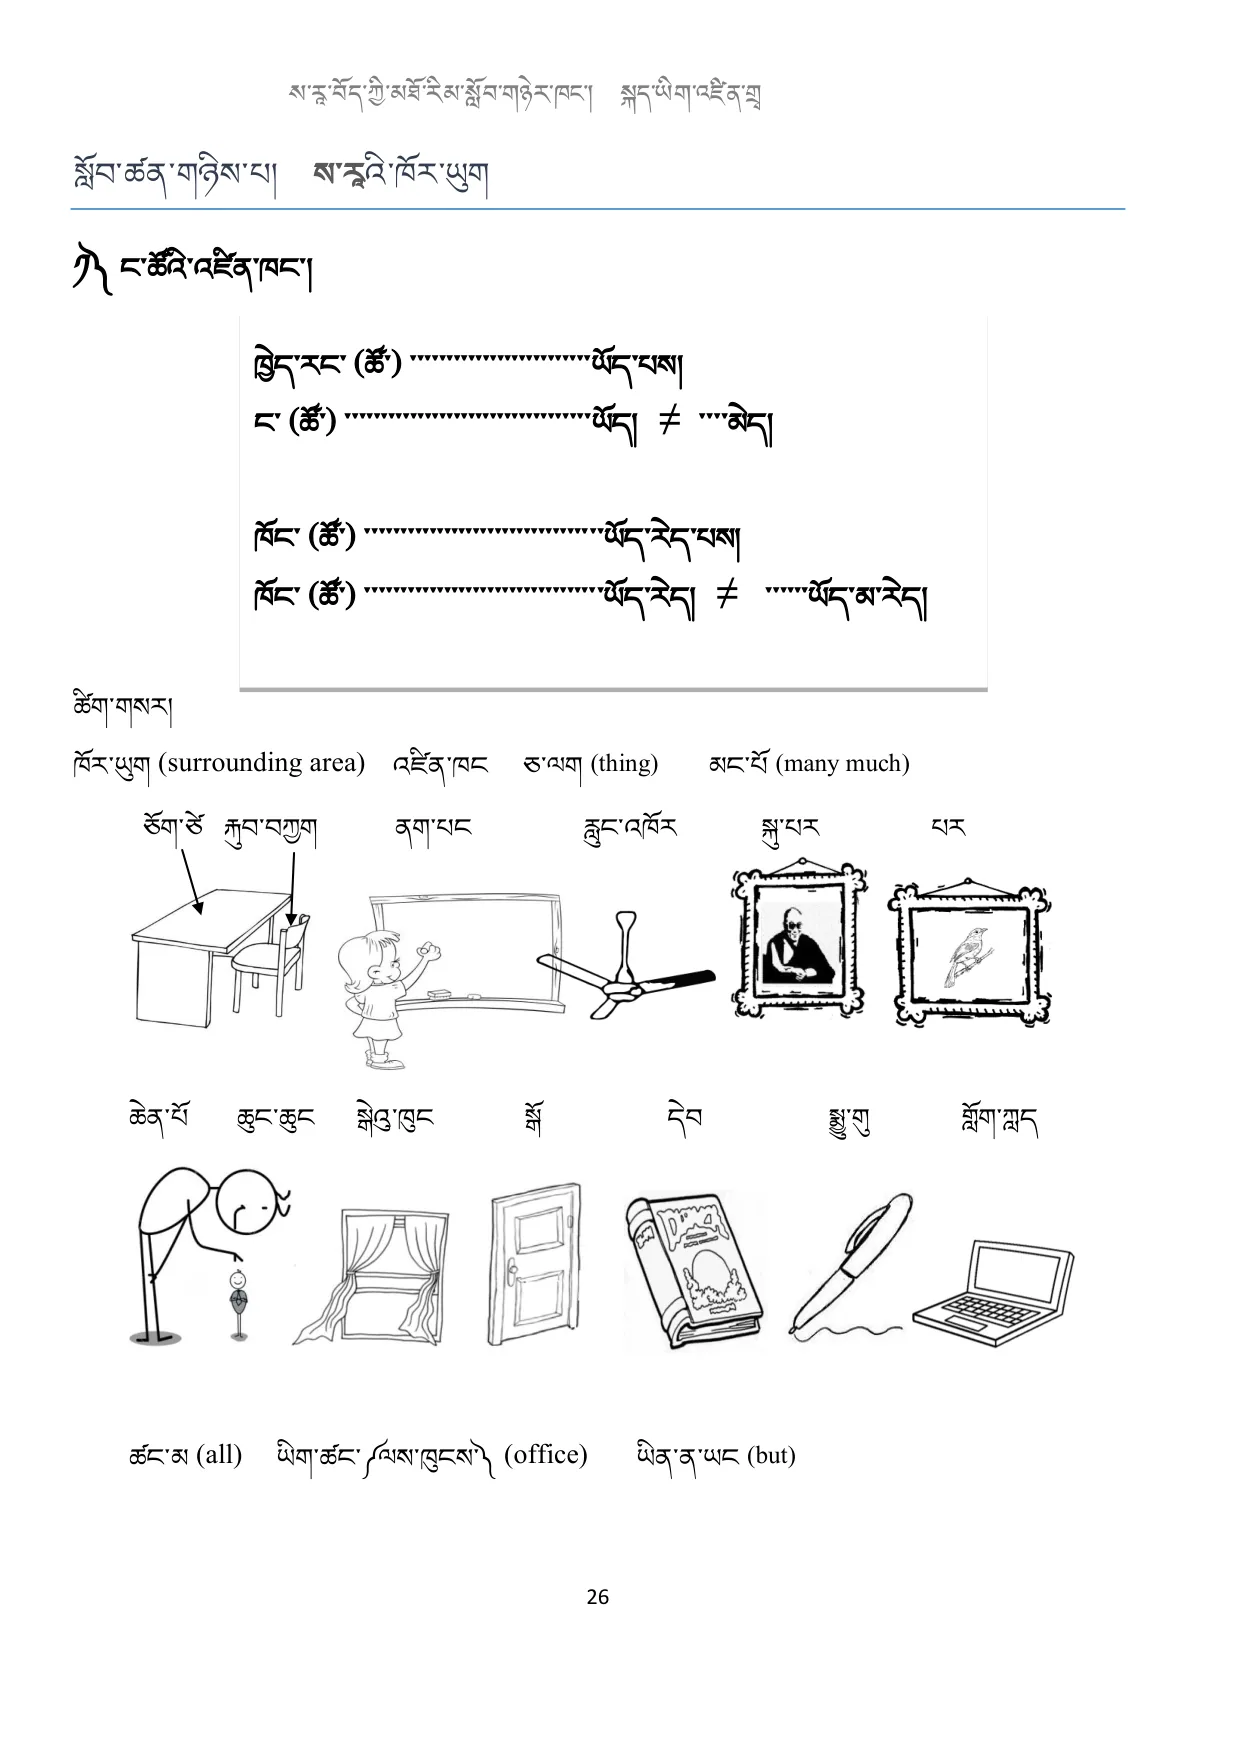 ས་རཱ་བོད་ཀྱི་མཐོ་རིམ་སློབ་གཉེར་ཁང་།   སྐད་ཡིག་འཛིན་གྲྭ
སློབ་ཚན་གཉིས་པ།   ས་རཱའི་ཁོར་ཡུག
༡༽ ང་ཚོའི་འཛིན་ཁང་།
ཁྱེད་རང་ (ཚོ་) ་་་་་་་་་་་་་་་་་་་་་་་་་ཡོད་པས།
ང་ (ཚོ་) ་་་་་་་་་་་་་་་་་་་་་་་་་་་་་་་་་་ཡོད། ≠ ་་་་མེད།
ཁོང་ (ཚོ་) ་་་་་་་་་་་་་་་་་་་་་་་་་་་་་་་་་ཡོད་རེད་པས།
ཁོང་ (ཚོ་) ་་་་་་་་་་་་་་་་་་་་་་་་་་་་་་་་་ཡོད་རེད། ≠ ་་་་་་ཡོད་མ་རེད།
ཚིག་གསར།
ཁོར་ཡུག (surrounding area)   འཛིན་ཁང   ཅ་ལག (thing)   མང་པོ (many much)
ཅོག་ཙེ   རྐུབ་བཀྱག   ནག་པང   རླུང་འཁོར   སྐུ་པར   པར
ཆེན་པོ   ཆུང་ཆུང   སྒེའུ་ཁུང   སྒོ   དེབ   སྨྱུ་གུ   གློག་ཀླད
ཚང་མ (all)   ཡིག་ཚང་༼ལས་ཁུངས་༽ (office)   ཡིན་ན་ཡང (but)
26